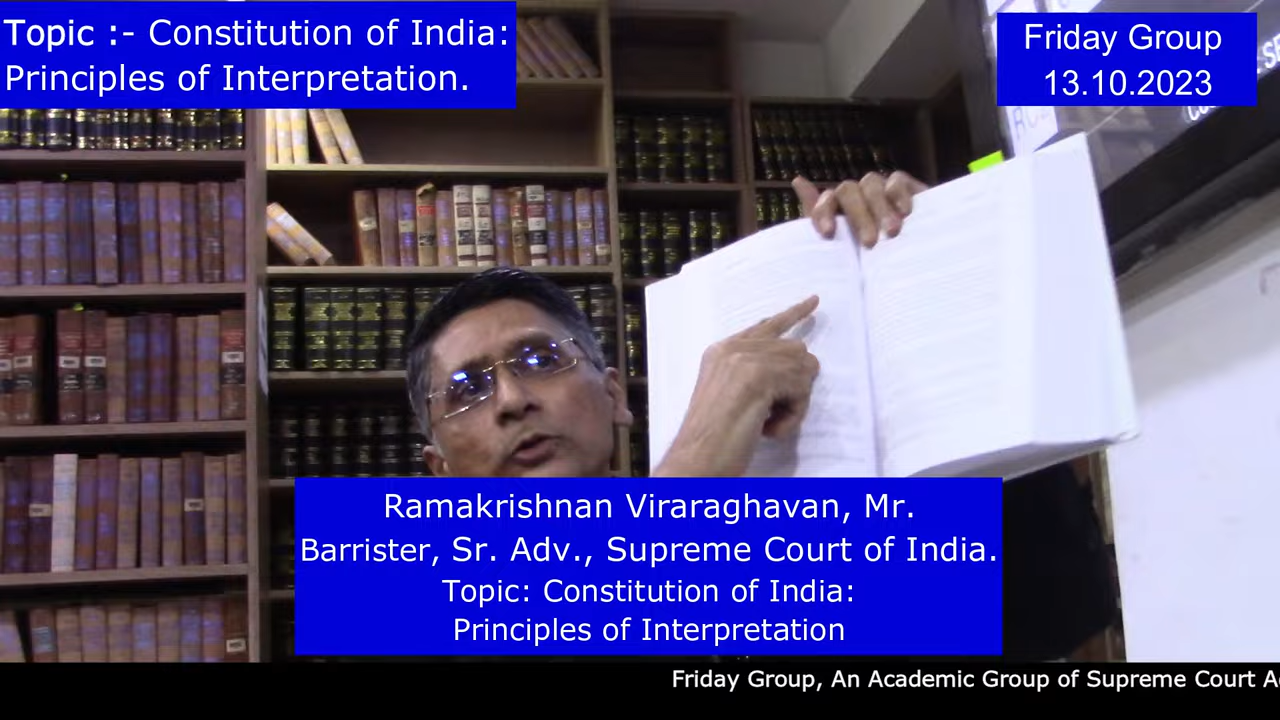 Topic :- Constitution of India:
Principles of Interpretation.
Friday Group
13.10.2023
Ramakrishnan Viraraghavan, Mr.
Barrister, Sr. Adv., Supreme Court of India.
Topic: Constitution of India:
Principles of Interpretation
Friday Group, An Academic Group of Supreme Court